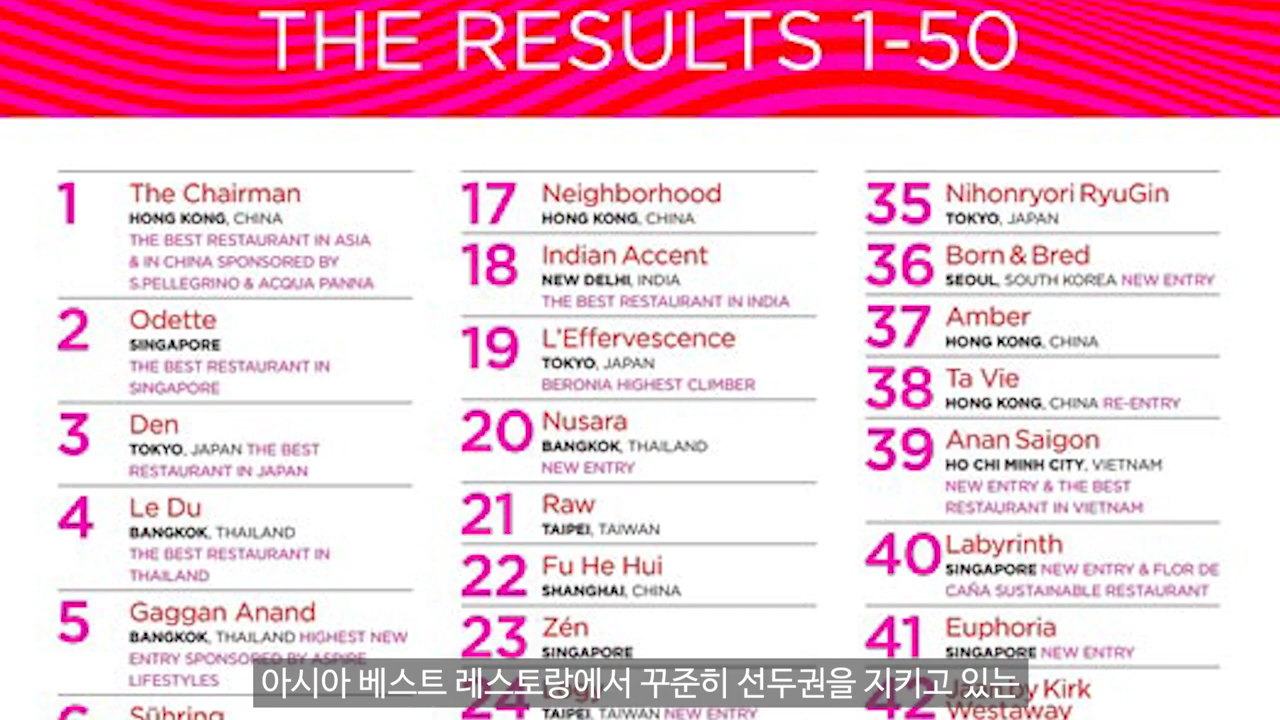 THE RESULTS 1-50
1 The Chairman
HONG KONG, CHINA
THE BEST RESTAURANT IN ASIA
& IN CHINA SPONSORED BY
S.PELLEGRINO & ACQUA PANNA
2 Odette
SINGAPORE
THE BEST RESTAURANT IN
SINGAPORE
3 Den
TOKYO, JAPAN THE BEST
RESTAURANT IN JAPAN
4 Le Du
BANGKOK, THAILAND
THE BEST RESTAURANT IN
THAILAND
5 Gaggan Anand
BANGKOK, THAILAND HIGHEST NEW
ENTRY SPONSORED BY ASPIRE
LIFESTYLES
Sühring
17 Neighborhood
HONG KONG, CHINA
18 Indian Accent
NEW DELHI, INDIA
THE BEST RESTAURANT IN INDIA
19 L'Effervescence
TOKYO, JAPAN
BERONIA HIGHEST CLIMBER
20 Nusara
BANGKOK, THAILAND
NEW ENTRY
21 Raw
TAIPEI, TAIWAN
22 Fu He Hui
SHANGHAI, CHINA
23 Zén
SINGAPORE
24
TAIPEI, TAIWAN NEW ENTRY
35 Nihonryori RyuGin
TOKYO, JAPAN
36 Born & Bred
SEOUL, SOUTH KOREA NEW ENTRY
37 Amber
HONG KONG, CHINA
38 Ta Vie
HONG KONG, CHINA RE-ENTRY
39 Anan Saigon
HO CHI MINH CITY, VIETNAM
NEW ENTRY & THE BEST
RESTAURANT IN VIETNAM
40 Labyrinth
SINGAPORE NEW ENTRY & FLOR DE
CAÑA SUSTAINABLE RESTAURANT
41 Euphoria
SINGAPORE NEW ENTRY
42 Jaan by Kirk
Westaway
아시아 베스트 레스토랑에서 꾸준히 선두권을 지키고 있는